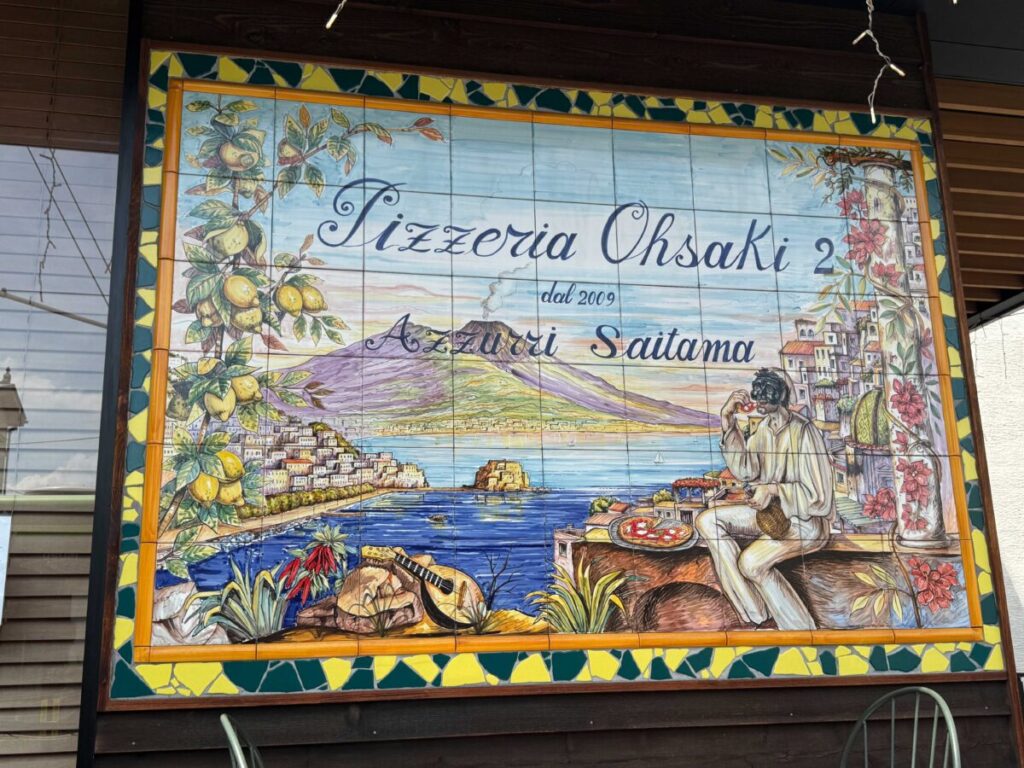 Pizzeria Ohsaki 2
dal 2009
Azzurri Saitama